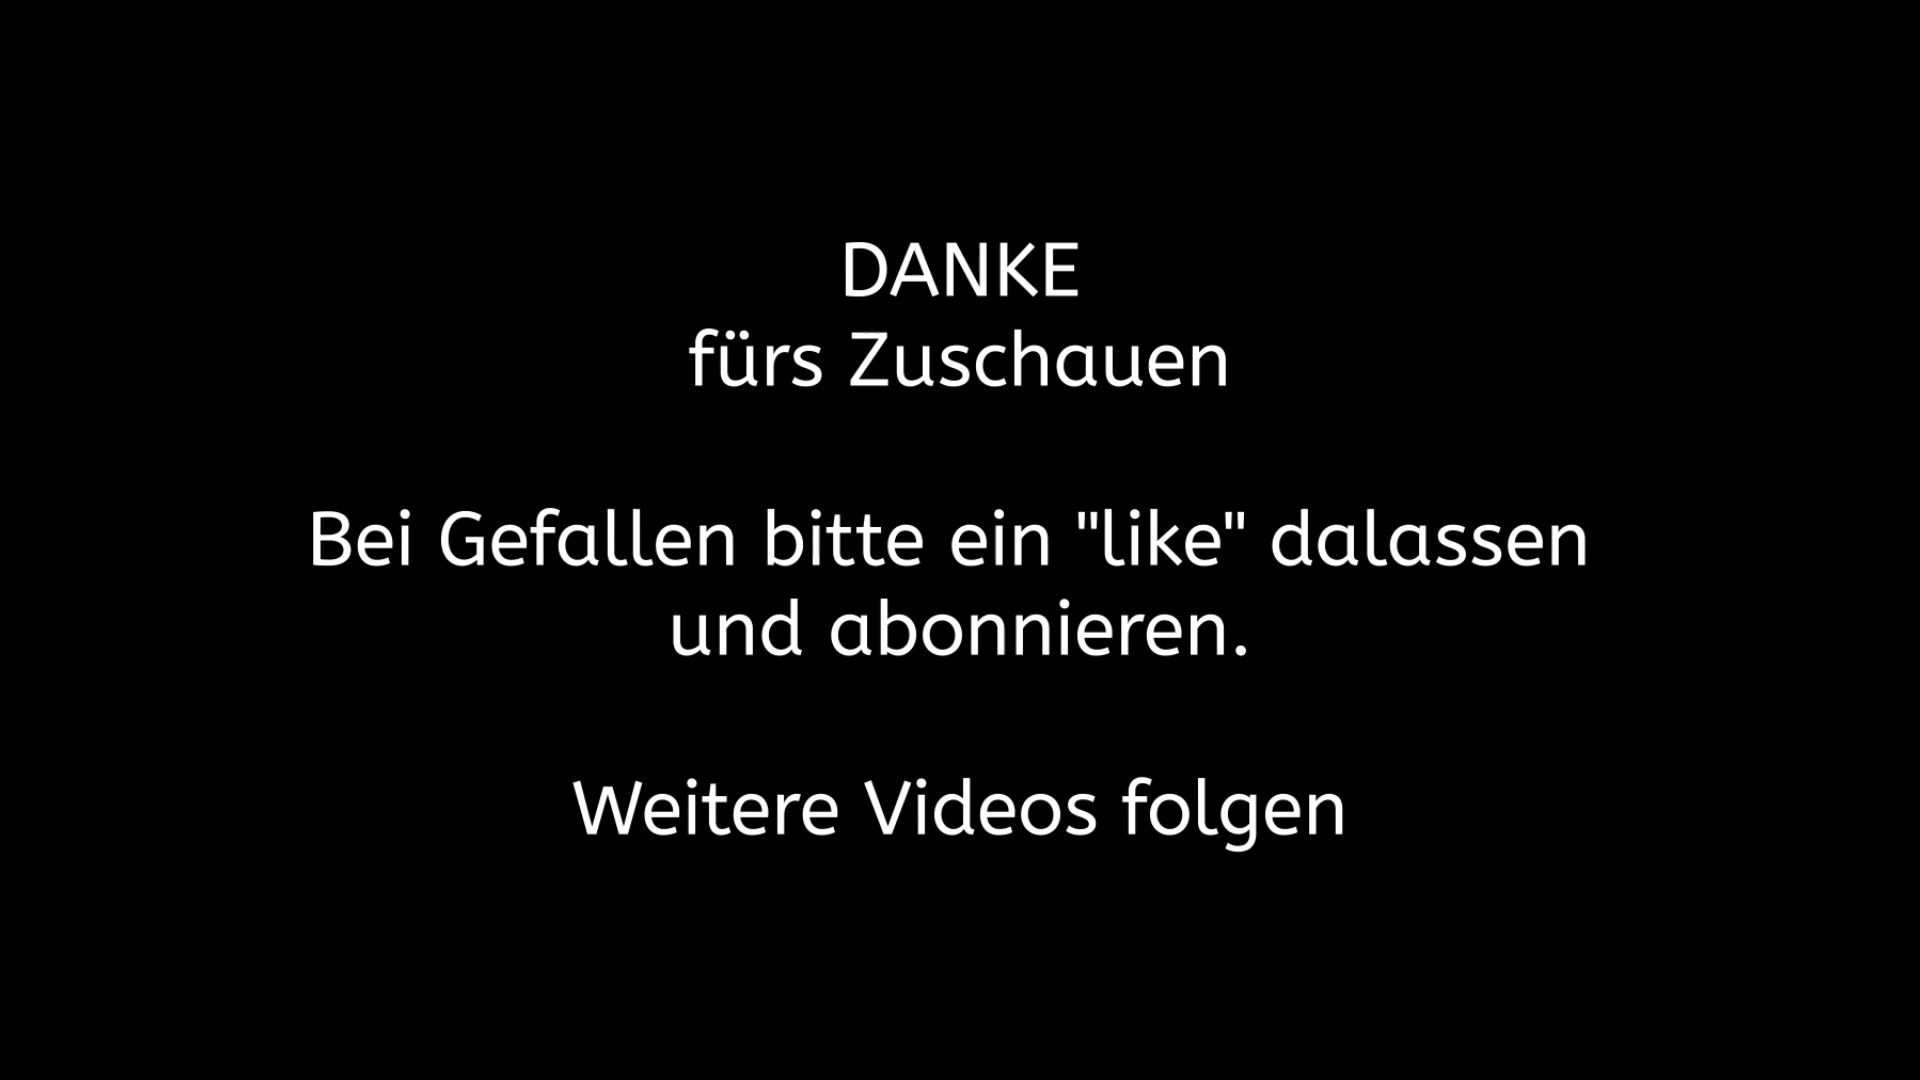 DANKE
fürs Zuschauen
Bei Gefallen bitte ein "like" dalassen
und abonnieren.
Weitere Videos folgen